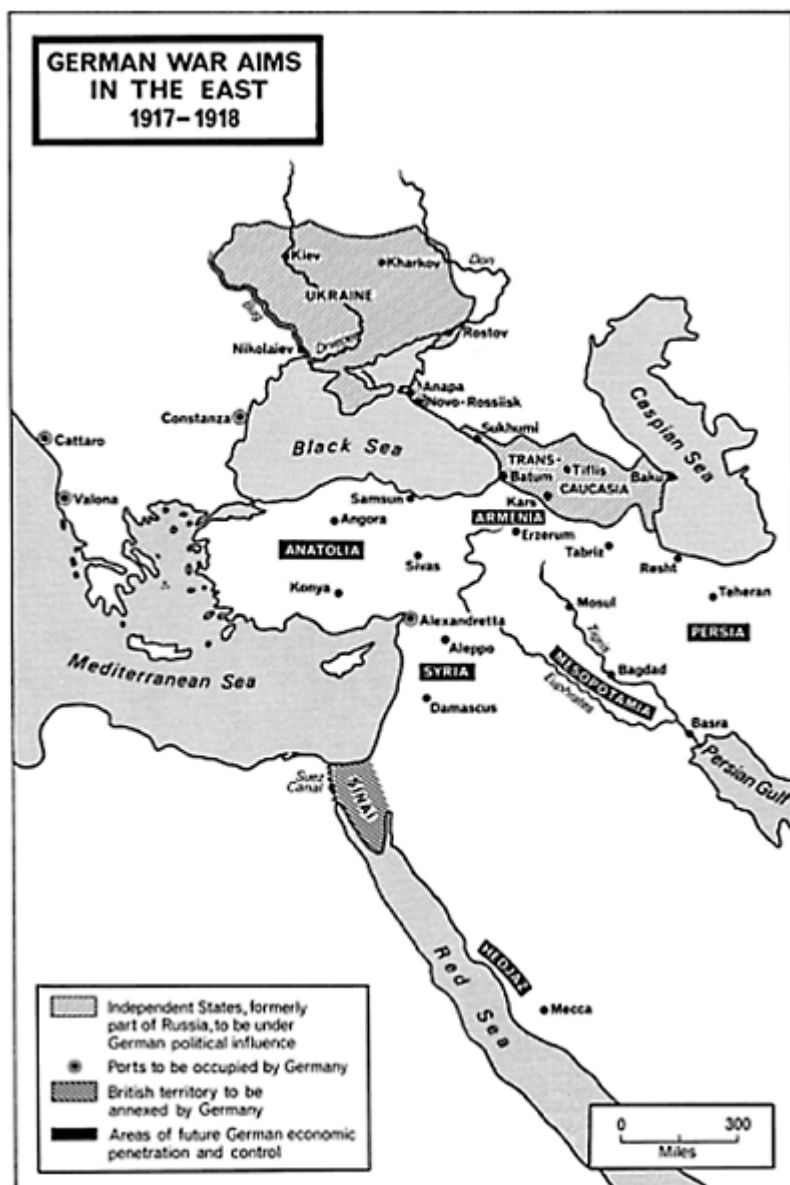 GERMAN WAR AIMS
IN THE EAST
1917–1918
Kiev
Kharkov
Don
UKRAINE
Bug
Dnieper
Nikolaiev
Rostov
Anapa
Novo-Rossiisk
Constanza
Sukhumi
Cattaro
Black Sea
Caspian Sea
TRANS-
Tiflis
Batum
Baku
CAUCASIA
Valona
Samsun
Kars
ARMENIA
Angora
Erzerum
ANATOLIA
Tabriz
Sivas
Resht
Konya
Mosul
Teheran
Alexandretta
Tigris
PERSIA
Aleppo
Mediterranean Sea
SYRIA
Bagdad
MESOPOTAMIA
Euphrates
Damascus
Basra
Persian Gulf
Suez
Canal
SINAI
Red Sea
HEDJAZ
Mecca
Independent States, formerly
part of Russia, to be under
German political influence
Ports to be occupied by Germany
British territory to be
annexed by Germany
Areas of future German economic
penetration and control
0 300
Miles